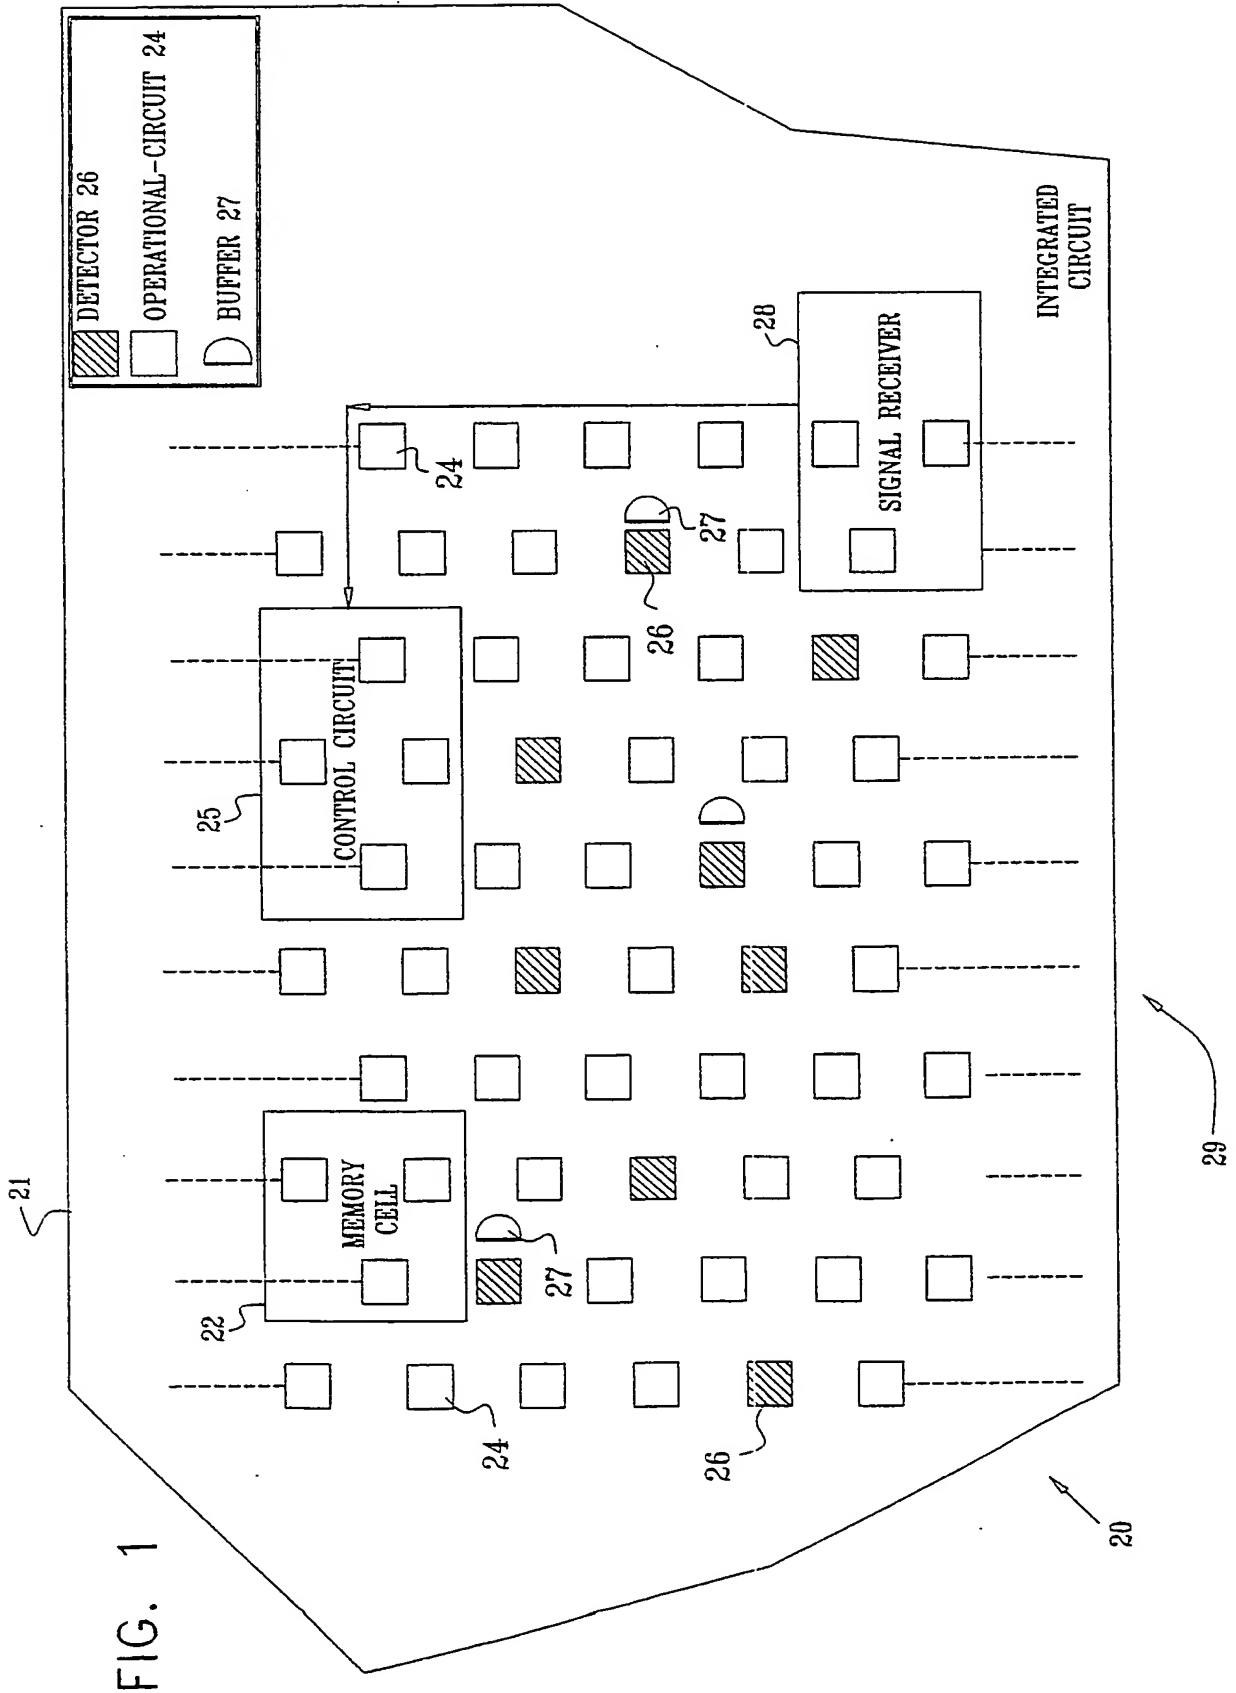 FIG. 1
21
DETECTOR 26
OPERATIONAL-CIRCUIT 24
BUFFER 27
22
MEMORY
CELL
25
CONTROL CIRCUIT
24
24
27
27
26
26
28
SIGNAL RECEIVER
INTEGRATED
CIRCUIT
20
29